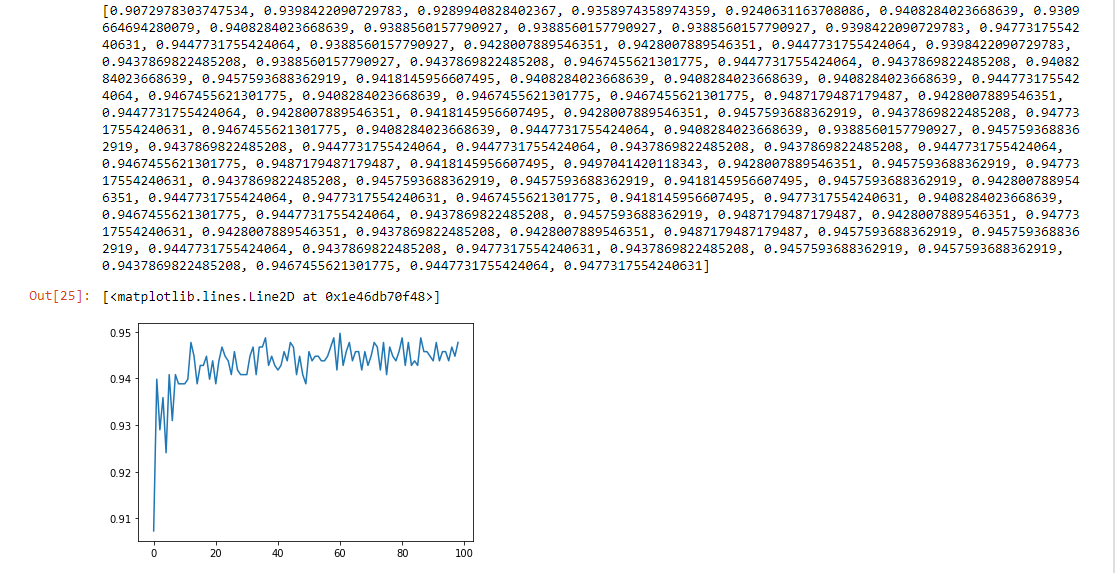 [0.9072978303747534, 0.9398422090729783, 0.9289940828402367, 0.9358974358974359, 0.9240631163708086, 0.9408284023668639, 0.9309
664694280079, 0.9408284023668639, 0.9388560157790927, 0.9388560157790927, 0.9388560157790927, 0.9398422090729783, 0.94773175542
40631, 0.9447731755424064, 0.9388560157790927, 0.9428007889546351, 0.9428007889546351, 0.9447731755424064, 0.9398422090729783,
0.9437869822485208, 0.9388560157790927, 0.9437869822485208, 0.9467455621301775, 0.9447731755424064, 0.9437869822485208, 0.94082
84023668639, 0.9457593688362919, 0.9418145956607495, 0.9408284023668639, 0.9408284023668639, 0.9408284023668639, 0.944773175542
4064, 0.9467455621301775, 0.9408284023668639, 0.9467455621301775, 0.9467455621301775, 0.9487179487179487, 0.9428007889546351,
0.9447731755424064, 0.9428007889546351, 0.9418145956607495, 0.9428007889546351, 0.9457593688362919, 0.9437869822485208, 0.94773
17554240631, 0.9467455621301775, 0.9408284023668639, 0.9447731755424064, 0.9408284023668639, 0.9388560157790927, 0.945759368836
2919, 0.9437869822485208, 0.9447731755424064, 0.9447731755424064, 0.9437869822485208, 0.9437869822485208, 0.9447731755424064,
0.9467455621301775, 0.9487179487179487, 0.9418145956607495, 0.9497041420118343, 0.9428007889546351, 0.9457593688362919, 0.94773
17554240631, 0.9437869822485208, 0.9457593688362919, 0.9457593688362919, 0.9418145956607495, 0.9457593688362919, 0.942800788954
6351, 0.9447731755424064, 0.9477317554240631, 0.9467455621301775, 0.9418145956607495, 0.9477317554240631, 0.9408284023668639,
0.9467455621301775, 0.9447731755424064, 0.9437869822485208, 0.9457593688362919, 0.9487179487179487, 0.9428007889546351, 0.94773
17554240631, 0.9428007889546351, 0.9437869822485208, 0.9428007889546351, 0.9487179487179487, 0.9457593688362919, 0.945759368836
2919, 0.9447731755424064, 0.9437869822485208, 0.9477317554240631, 0.9437869822485208, 0.9457593688362919, 0.9457593688362919,
0.9437869822485208, 0.9467455621301775, 0.9447731755424064, 0.9477317554240631]
Out[25]: [<matplotlib.lines.Line2D at 0x1e46db70f48>]
0.95
0.94
0.93
0.92
0.91
0 20 40 60 80 100